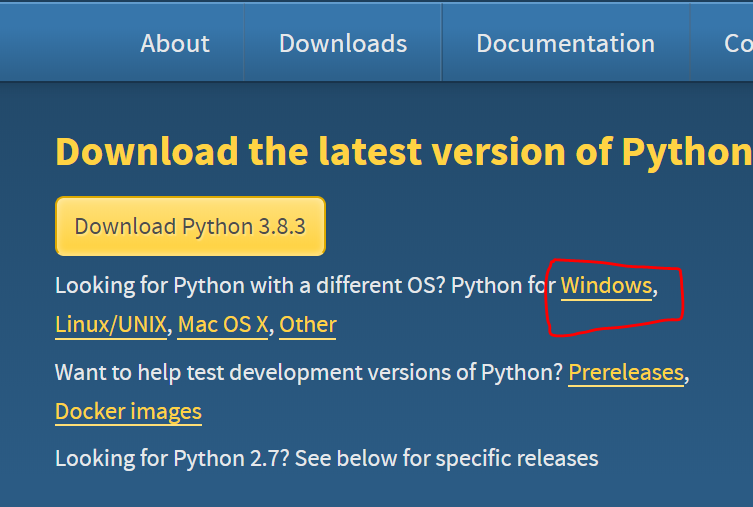 About Downloads Documentation Co
Download the latest version of Python
Download Python 3.8.3
Looking for Python with a different OS? Python for Windows,
Linux/UNIX, Mac OS X, Other
Want to help test development versions of Python? Prereleases,
Docker images
Looking for Python 2.7? See below for specific releases